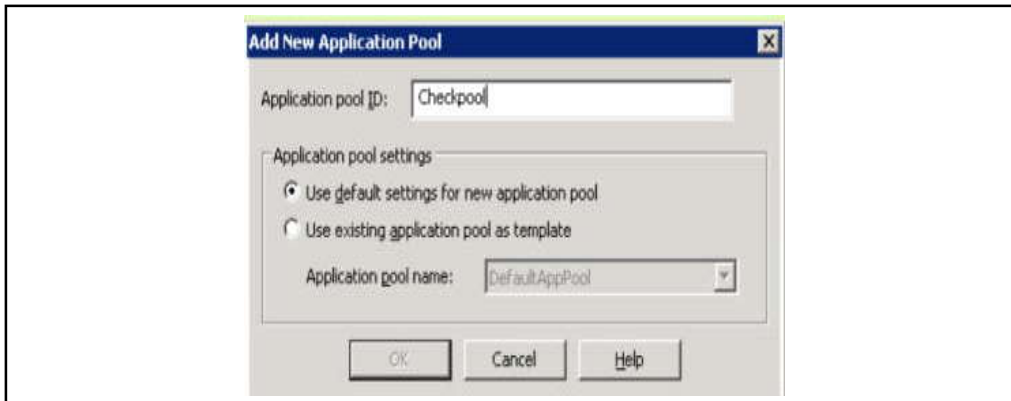 Add New Application Pool
Application pool ID: Checkpool
Application pool settings
Use default settings for new application pool
Use existing application pool as template
Application pool name: DefaultAppPool
OK Cancel Help